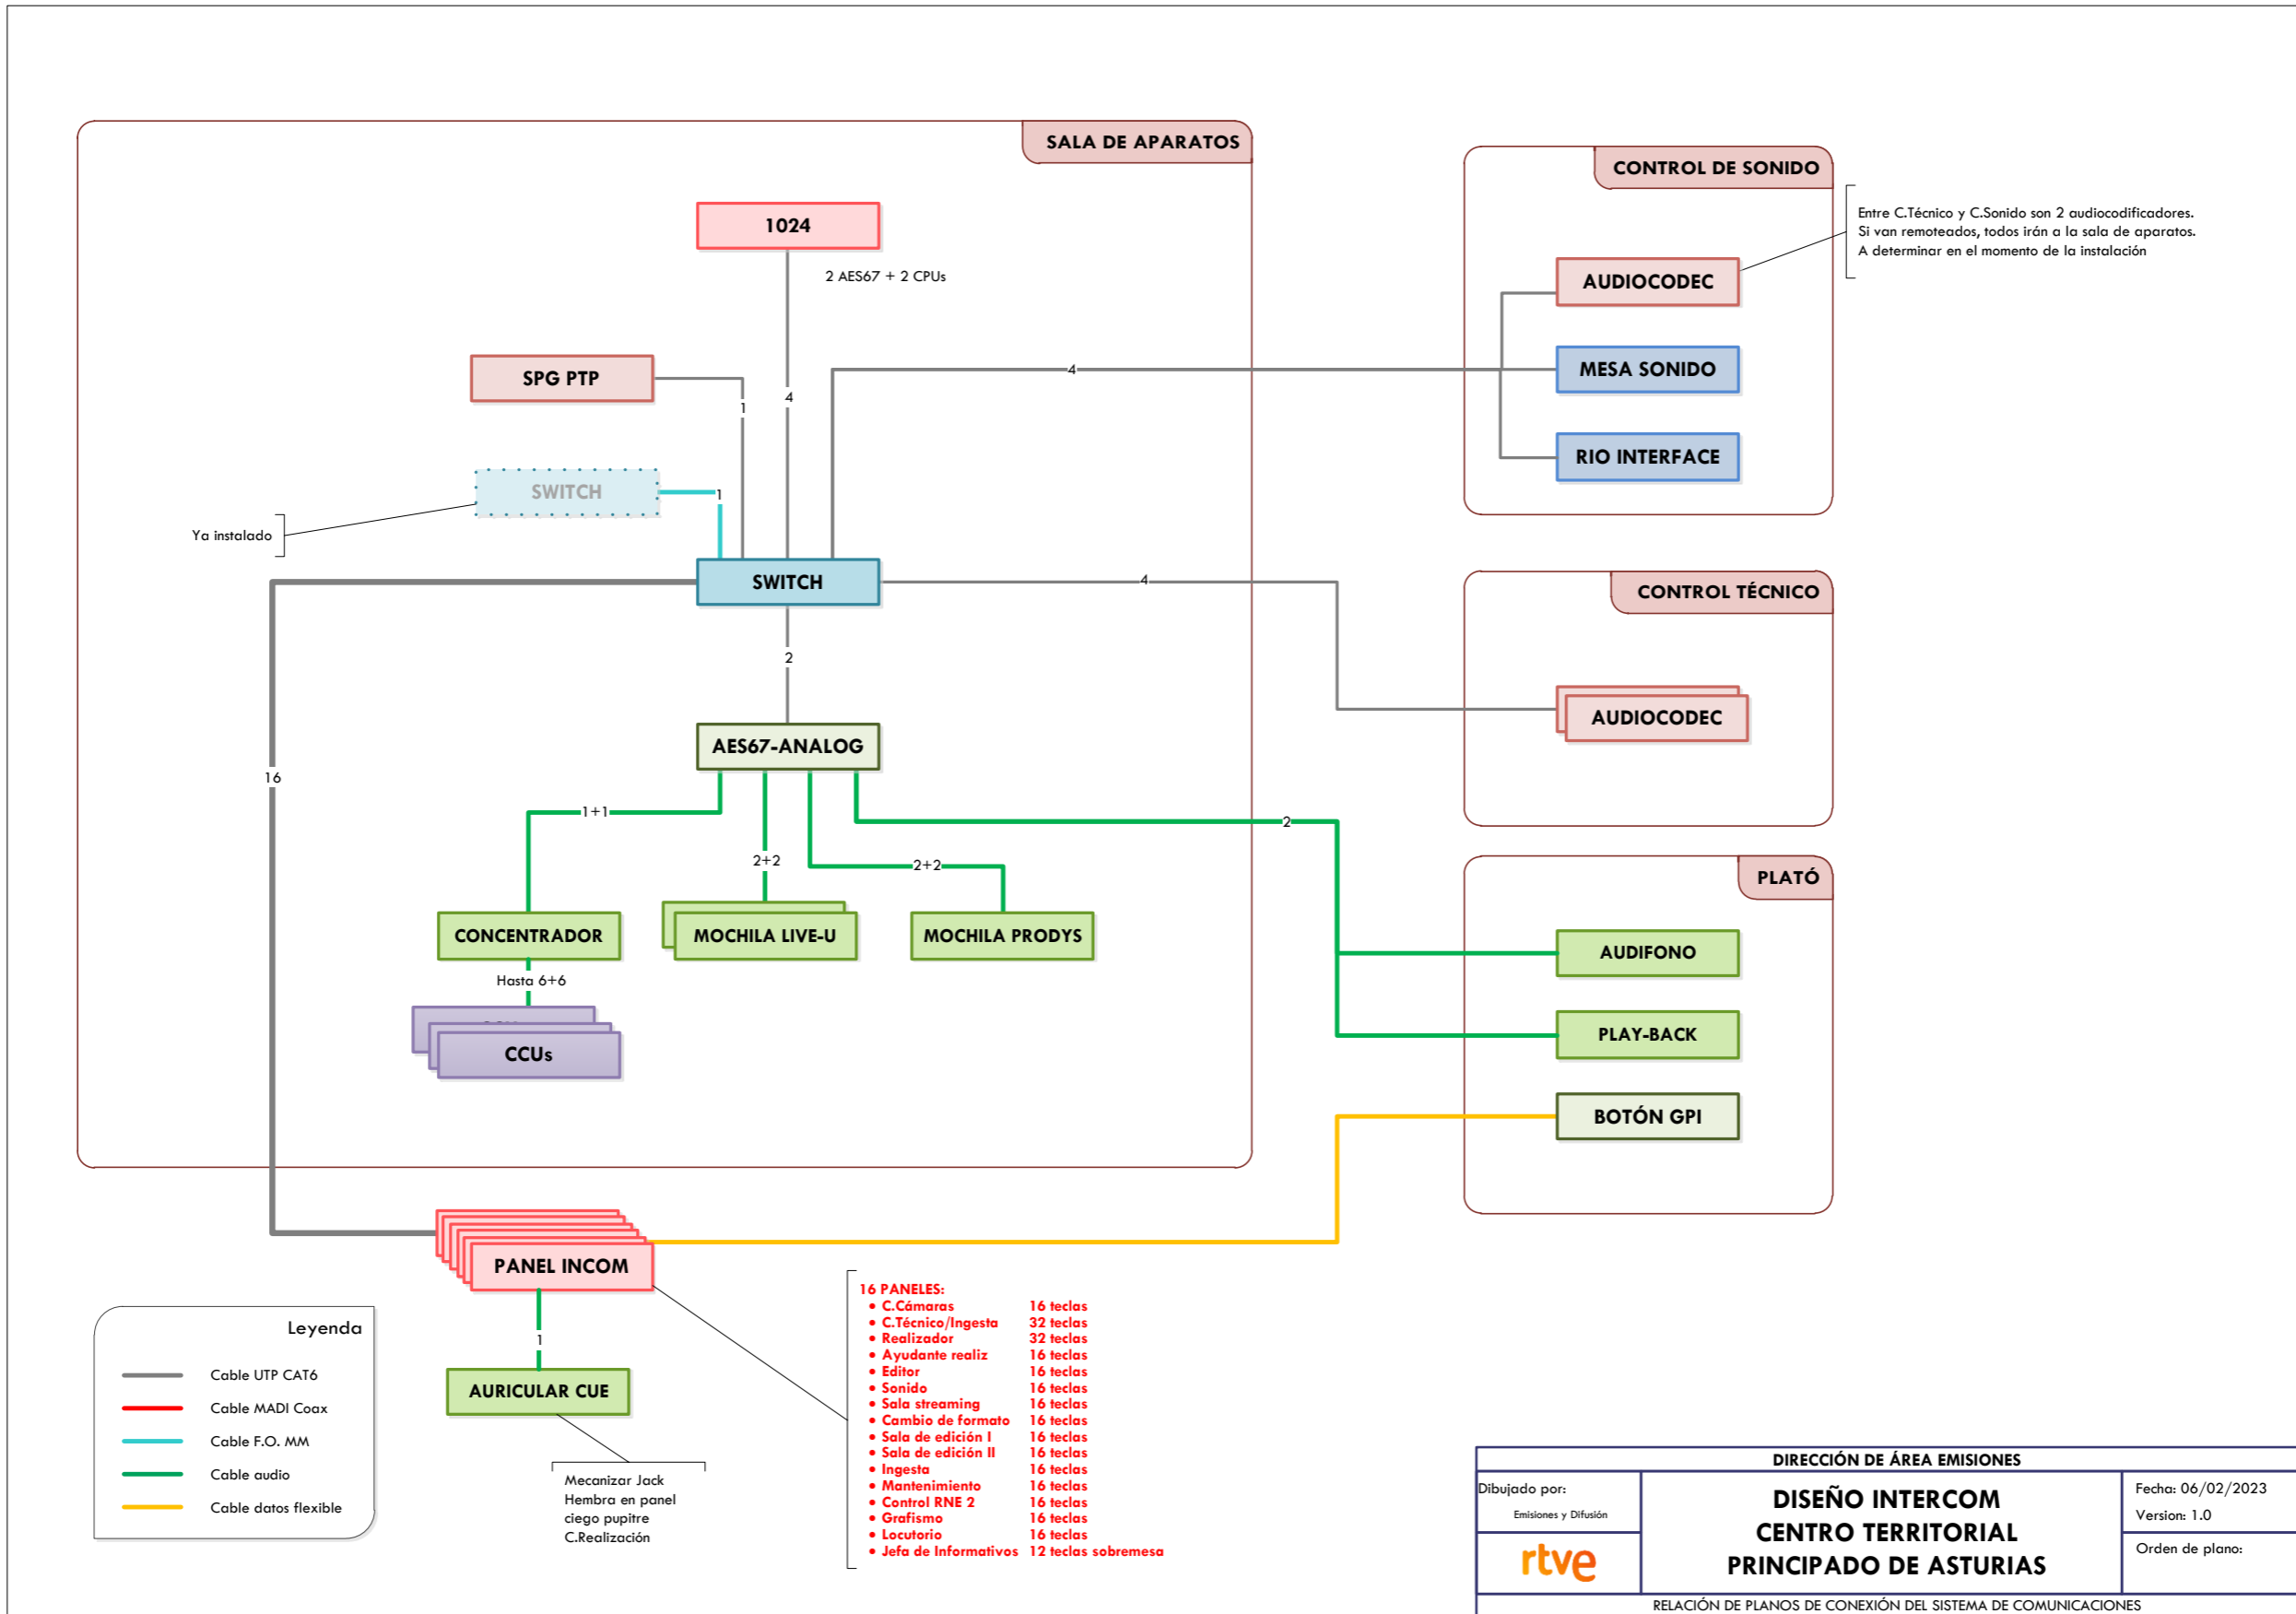 SALA DE APARATOS
CONTROL DE SONIDO
1024
2 AES67 + 2 CPUs
Entre C.Técnico y C.Sonido son 2 audiocodificadores.
Si van remoteados, todos irán a la sala de aparatos.
A determinar en el momento de la instalación
AUDIOCODEC
SPG PTP
MESA SONIDO
4
1
4
RIO INTERFACE
SWITCH
1
Ya instalado
SWITCH
4
CONTROL TÉCNICO
2
AUDIOCODEC
AES67-ANALOG
16
1+1
2+2
2+2
2
PLATÓ
CONCENTRADOR
MOCHILA LIVE-U
MOCHILA PRODYS
AUDIFONO
Hasta 6+6
CCUs
PLAY-BACK
BOTÓN GPI
PANEL INCOM
1
AURICULAR CUE
Mecanizar Jack
Hembra en panel
ciego pupitre
C.Realización
16 PANELES:
• C.Cámaras 16 teclas
• C.Técnico/Ingesta 32 teclas
• Realizador 32 teclas
• Ayudante realiz 16 teclas
• Editor 16 teclas
• Sonido 16 teclas
• Sala streaming 16 teclas
• Cambio de formato 16 teclas
• Sala de edición I 16 teclas
• Sala de edición II 16 teclas
• Ingesta 16 teclas
• Mantenimiento 16 teclas
• Control RNE 2 16 teclas
• Grafismo 16 teclas
• Locutorio 16 teclas
• Jefa de Informativos 12 teclas sobremesa
Leyenda
Cable UTP CAT6
Cable MADI Coax
Cable F.O. MM
Cable audio
Cable datos flexible
DIRECCIÓN DE ÁREA EMISIONES
Dibujado por:
Emisiones y Difusión
rtve
DISEÑO INTERCOM
CENTRO TERRITORIAL
PRINCIPADO DE ASTURIAS
Fecha: 06/02/2023
Version: 1.0
Orden de plano:
RELACIÓN DE PLANOS DE CONEXIÓN DEL SISTEMA DE COMUNICACIONES